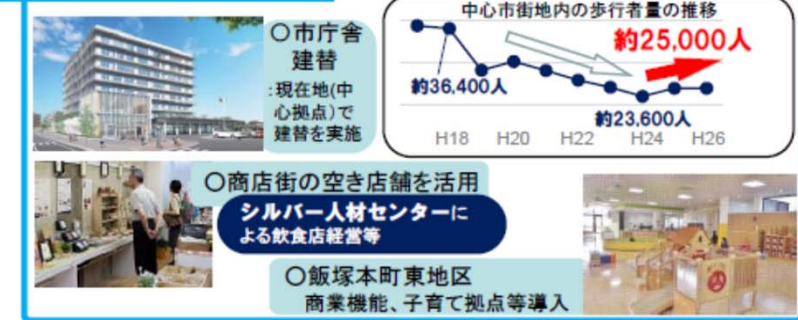 〇市庁舎
建替
:現在地(中
心拠点)で
建替を実施
中心市街地内の歩行者量の推移
約25,000人
約36,400人
約23,600人
H18 H20 H22 H24 H26
〇商店街の空き店舗を活用
シルバー人材センターに
よる飲食店経営等
〇飯塚本町東地区
商業機能、子育て拠点等導入